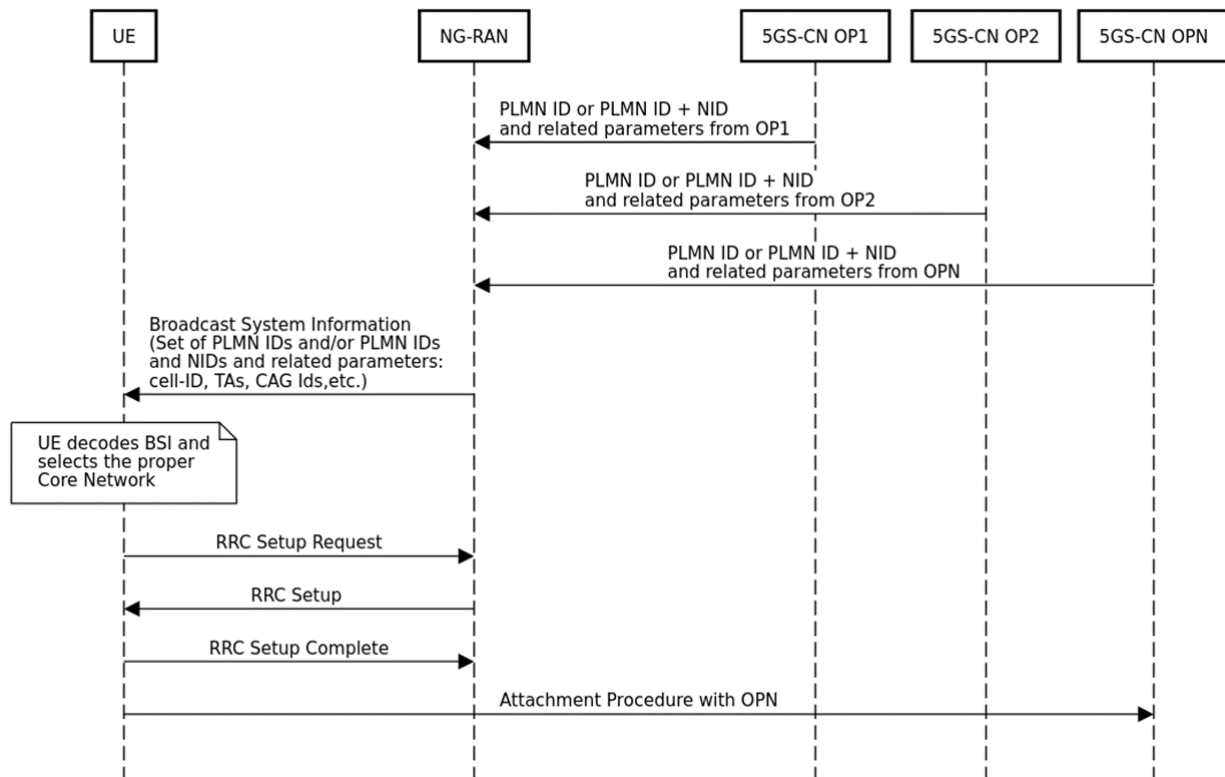 UE
NG-RAN
5GS-CN OP1
5GS-CN OP2
5GS-CN OPN
PLMN ID or PLMN ID + NID
and related parameters from OP1
PLMN ID or PLMN ID + NID
and related parameters from OP2
PLMN ID or PLMN ID + NID
and related parameters from OPN
Broadcast System Information
(Set of PLMN IDs and/or PLMN IDs
and NIDs and related parameters:
cell-ID, TAs, CAG Ids,etc.)
UE decodes BSI and
selects the proper
Core Network
RRC Setup Request
RRC Setup
RRC Setup Complete
Attachment Procedure with OPN